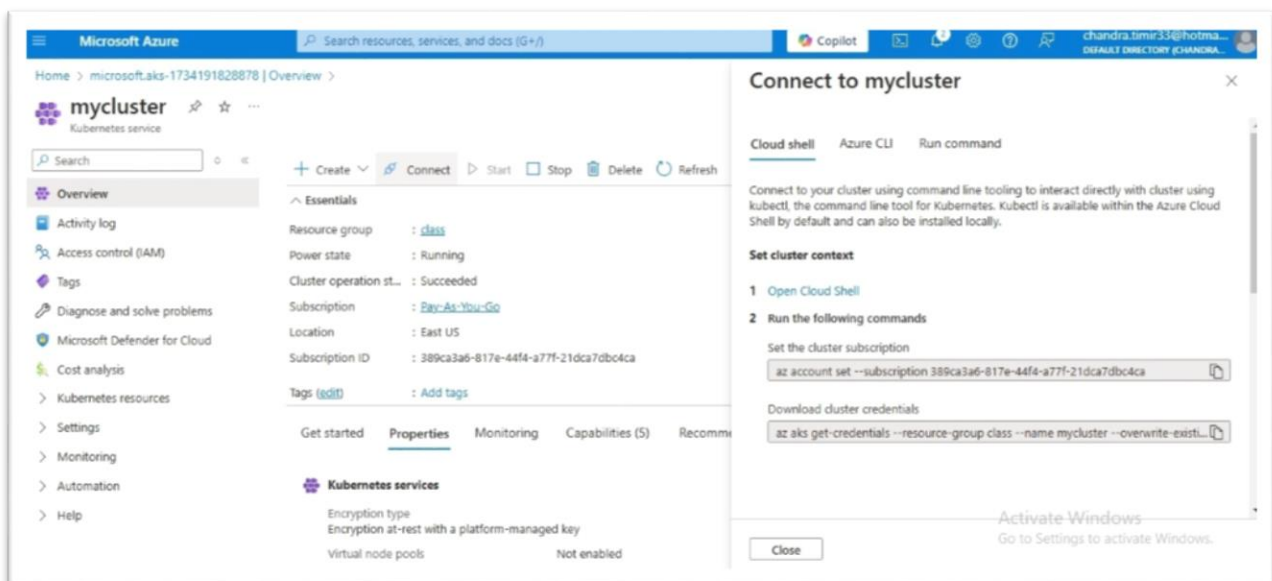 Microsoft Azure
Search resources, services, and docs (G+/)
Copilot
2
chandra.timir33@hotma...
DEFAULT DIRECTORY (CHANDRA...
Home > microsoft.aks-1734191828878 | Overview >
mycluster
Kubernetes service
Search
Overview
Activity log
Access control (IAM)
Tags
Diagnose and solve problems
Microsoft Defender for Cloud
Cost analysis
Kubernetes resources
Settings
Monitoring
Automation
Help
Create Connect Start Stop Delete Refresh
Essentials
Resource group : class
Power state : Running
Cluster operation st... : Succeeded
Subscription : Pay-As-You-Go
Location : East US
Subscription ID : 389ca3a6-817e-44f4-a77f-21dca7dbc4ca
Tags (edit) : Add tags
Get started Properties Monitoring Capabilities (5) Recomme
Kubernetes services
Encryption type
Encryption at-rest with a platform-managed key
Virtual node pools Not enabled
Connect to mycluster
Cloud shell Azure CLI Run command
Connect to your cluster using command line tooling to interact directly with cluster using
kubectl, the command line tool for Kubernetes. Kubectl is available within the Azure Cloud
Shell by default and can also be installed locally.
Set cluster context
1 Open Cloud Shell
2 Run the following commands
Set the cluster subscription
az account set --subscription 389ca3a6-817e-44f4-a77f-21dca7dbc4ca
Download cluster credentials
az aks get-credentials --resource-group class --name mycluster --overwrite-existi...
Close
Activate Windows
Go to Settings to activate Windows.